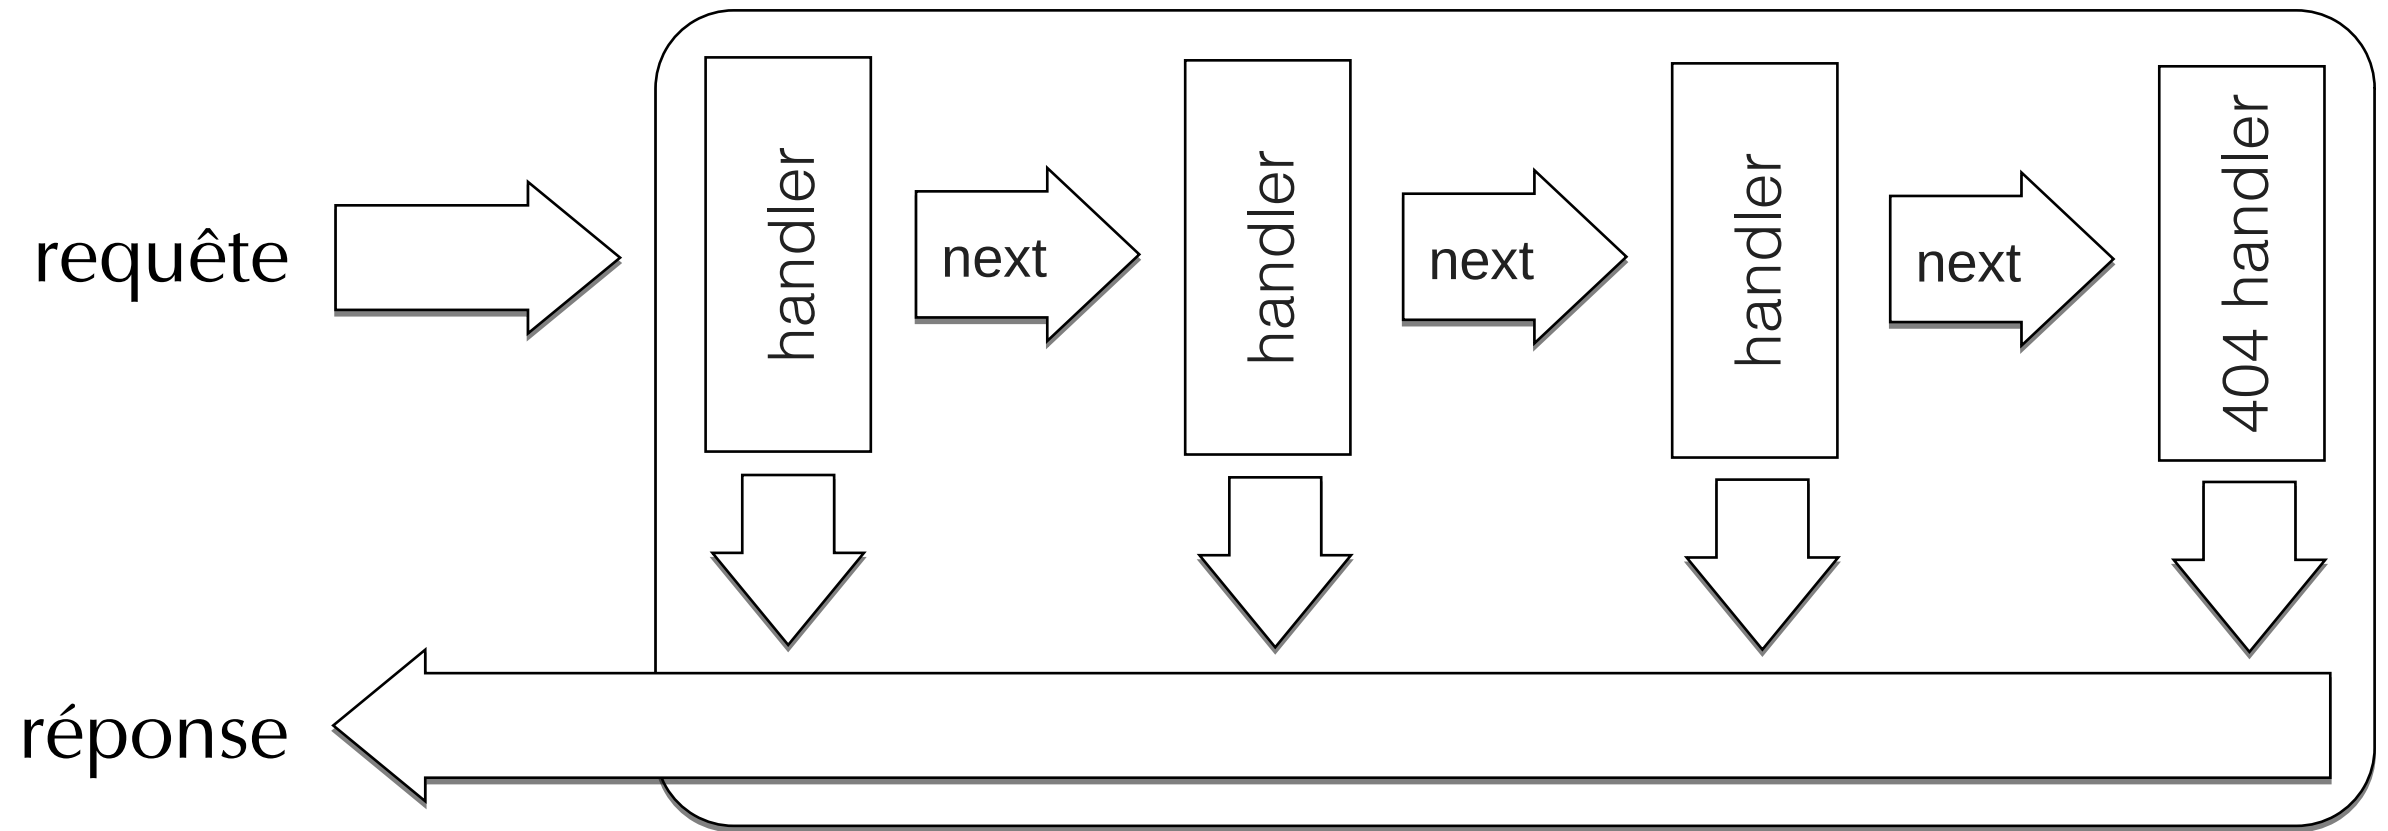 requête
handler
next
handler
next
handler
next
404 handler
réponse